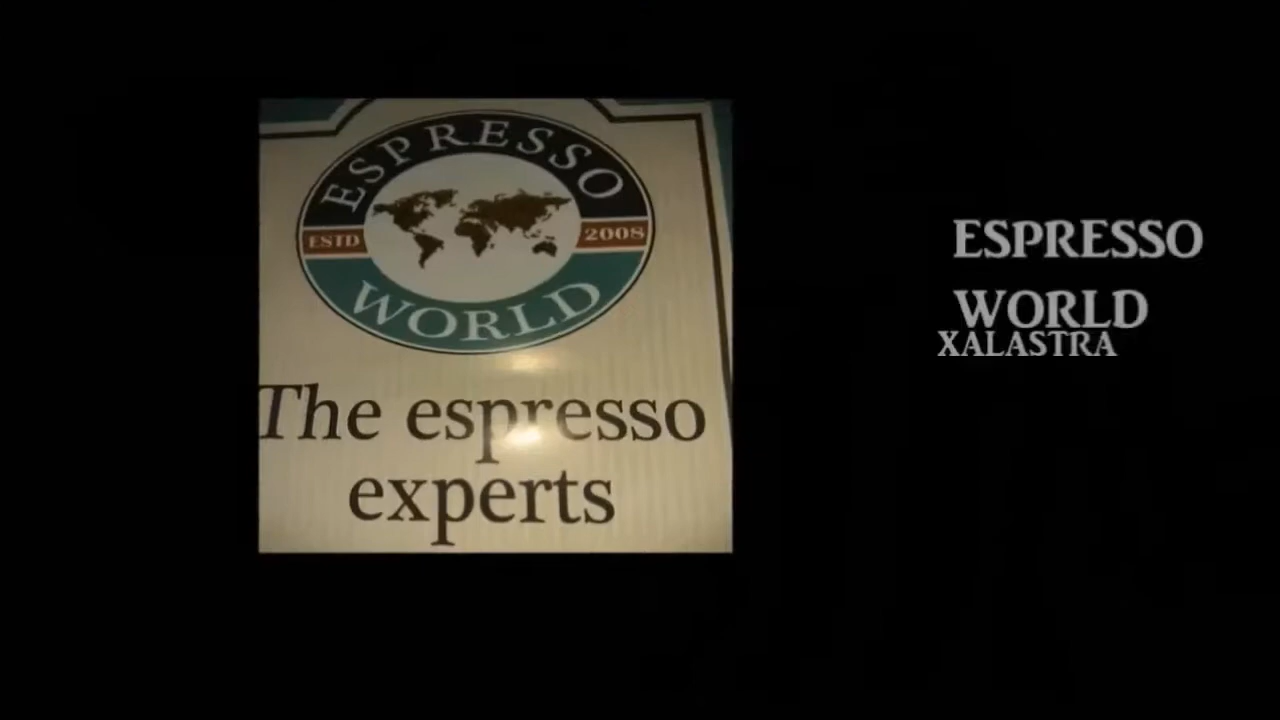 ESPRESSO
ESTD 2008
WORLD
The espresso
experts
ESPRESSO
WORLD
XALASTRA